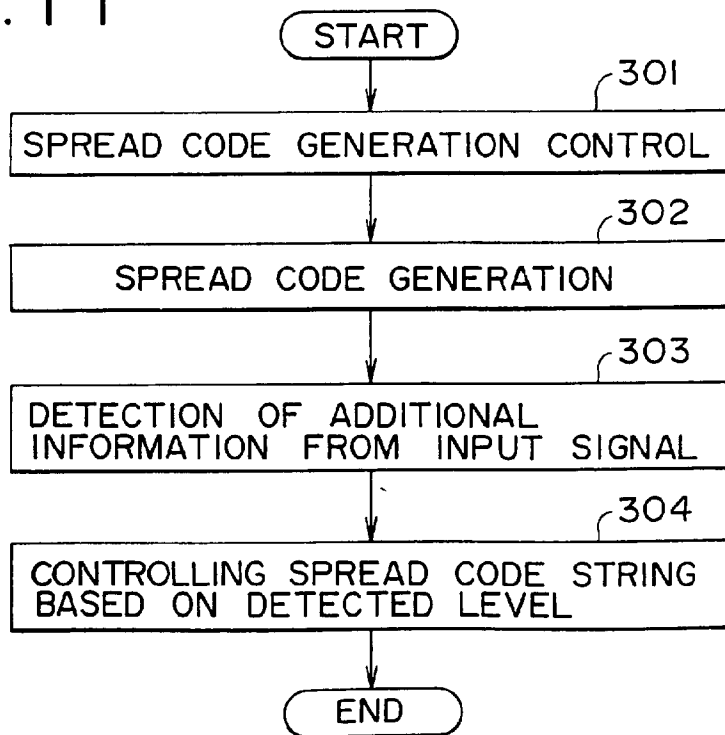 . 11
START
301
SPREAD CODE GENERATION CONTROL
302
SPREAD CODE GENERATION
303
DETECTION OF ADDITIONAL
INFORMATION FROM INPUT SIGNAL
304
CONTROLLING SPREAD CODE STRING
BASED ON DETECTED LEVEL
END